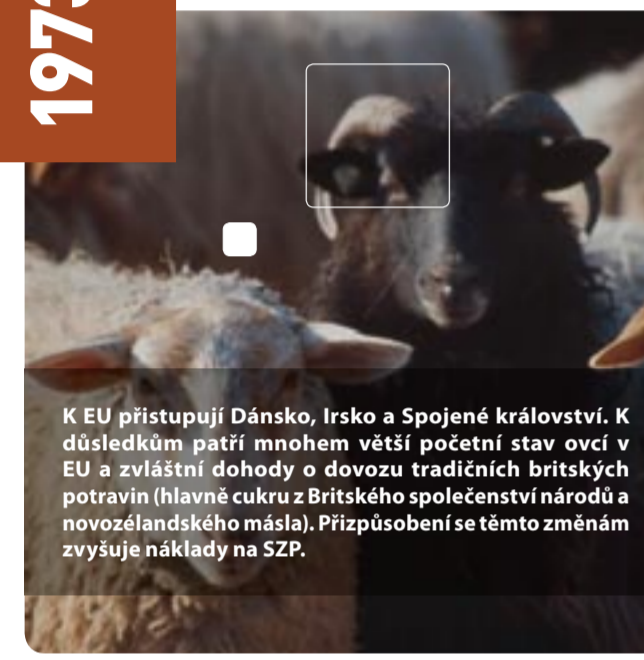 1973
K EU přistupují Dánsko, Irsko a Spojené království. K
důsledkům patří mnohem větší početní stav ovcí v
EU a zvláštní dohody o dovozu tradičních britských
potravin (hlavně cukru z Britského společenství národů a
novozélandského másla). Přizpůsobení se těmto změnám
zvyšuje náklady na SZP.